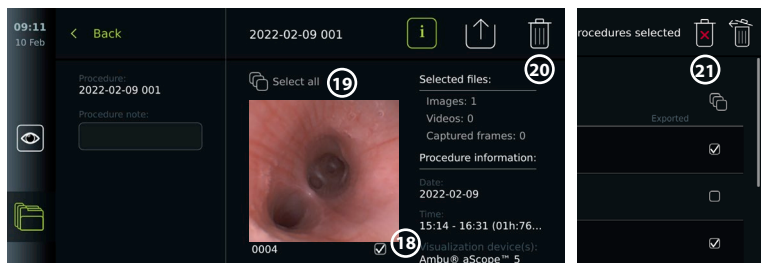 09:11
10 Feb
Back
2022-02-09 001
i
Procedure:
2022-02-09 001
Procedure note:
Select all
19
20
Selected files:
Images: 1
Videos: 0
Captured frames: 0
Procedure information:
Date:
2022-02-09
Time:
15:14 - 16:31 (01h:76...
Visualization device(s):
Ambu® aScope™ 5
0004
18
rocedures selected
21
Exported